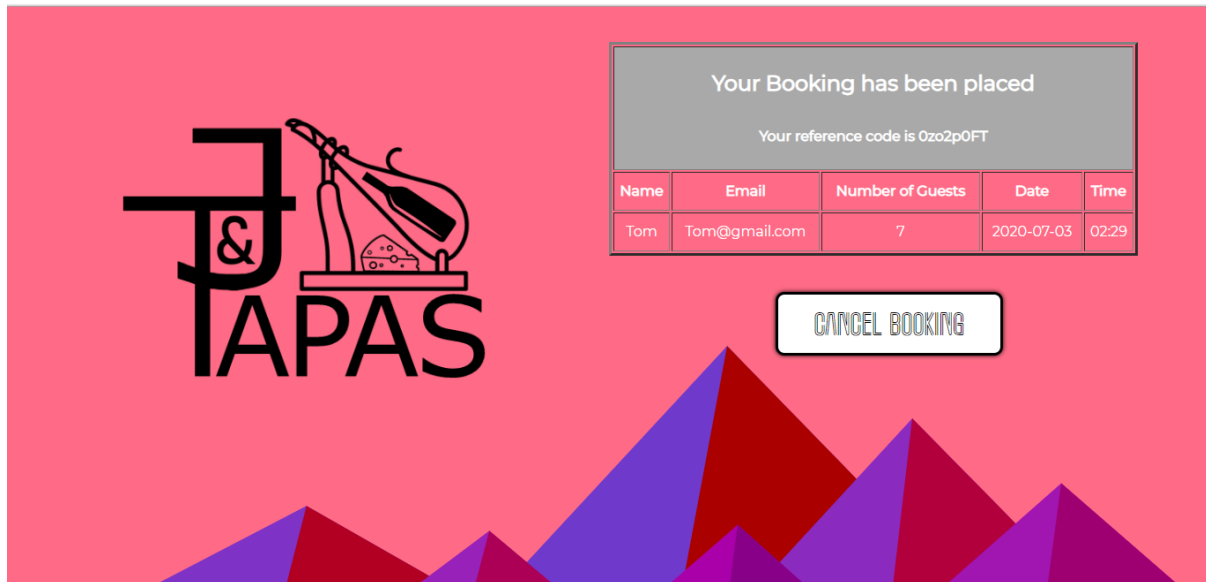 J&
TAPAS
Your Booking has been placed
Your reference code is 0zo2p0FT
Name Email Number of Guests Date Time
Tom Tom@gmail.com 7 2020-07-03 02:29
CANCEL BOOKING